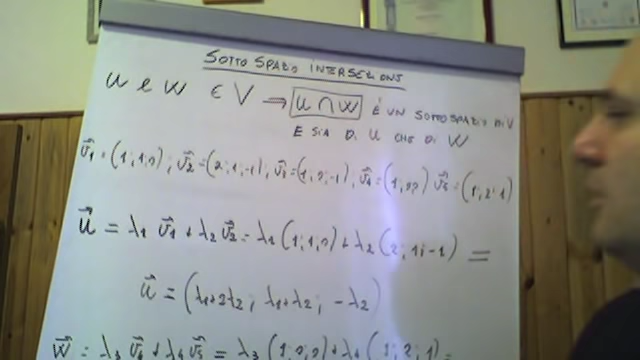 SOTTO SPAZIO INTERSEZIONI
U e W ∈ V ⇒ U ∩ W È UN SOTTOSPAZIO DI V
E SIA DI U CHE DI W
v⃗1 = (1;1,0); v⃗2 = (2;1;-1); v⃗3 = (1,0;-1); v⃗4 = (1,0,0) v⃗5 = (1;2;1)
u⃗ = λ1 v⃗1 + λ2 v⃗2 = λ1 (1;1,0) + λ2 (2;1;-1) =
u⃗ = (λ1+2λ2; λ1+λ2; -λ2)
w⃗ = λ3 v⃗4 + λ4 v⃗5 = λ3 (1,0,0) + λ4 (1;2;1) =